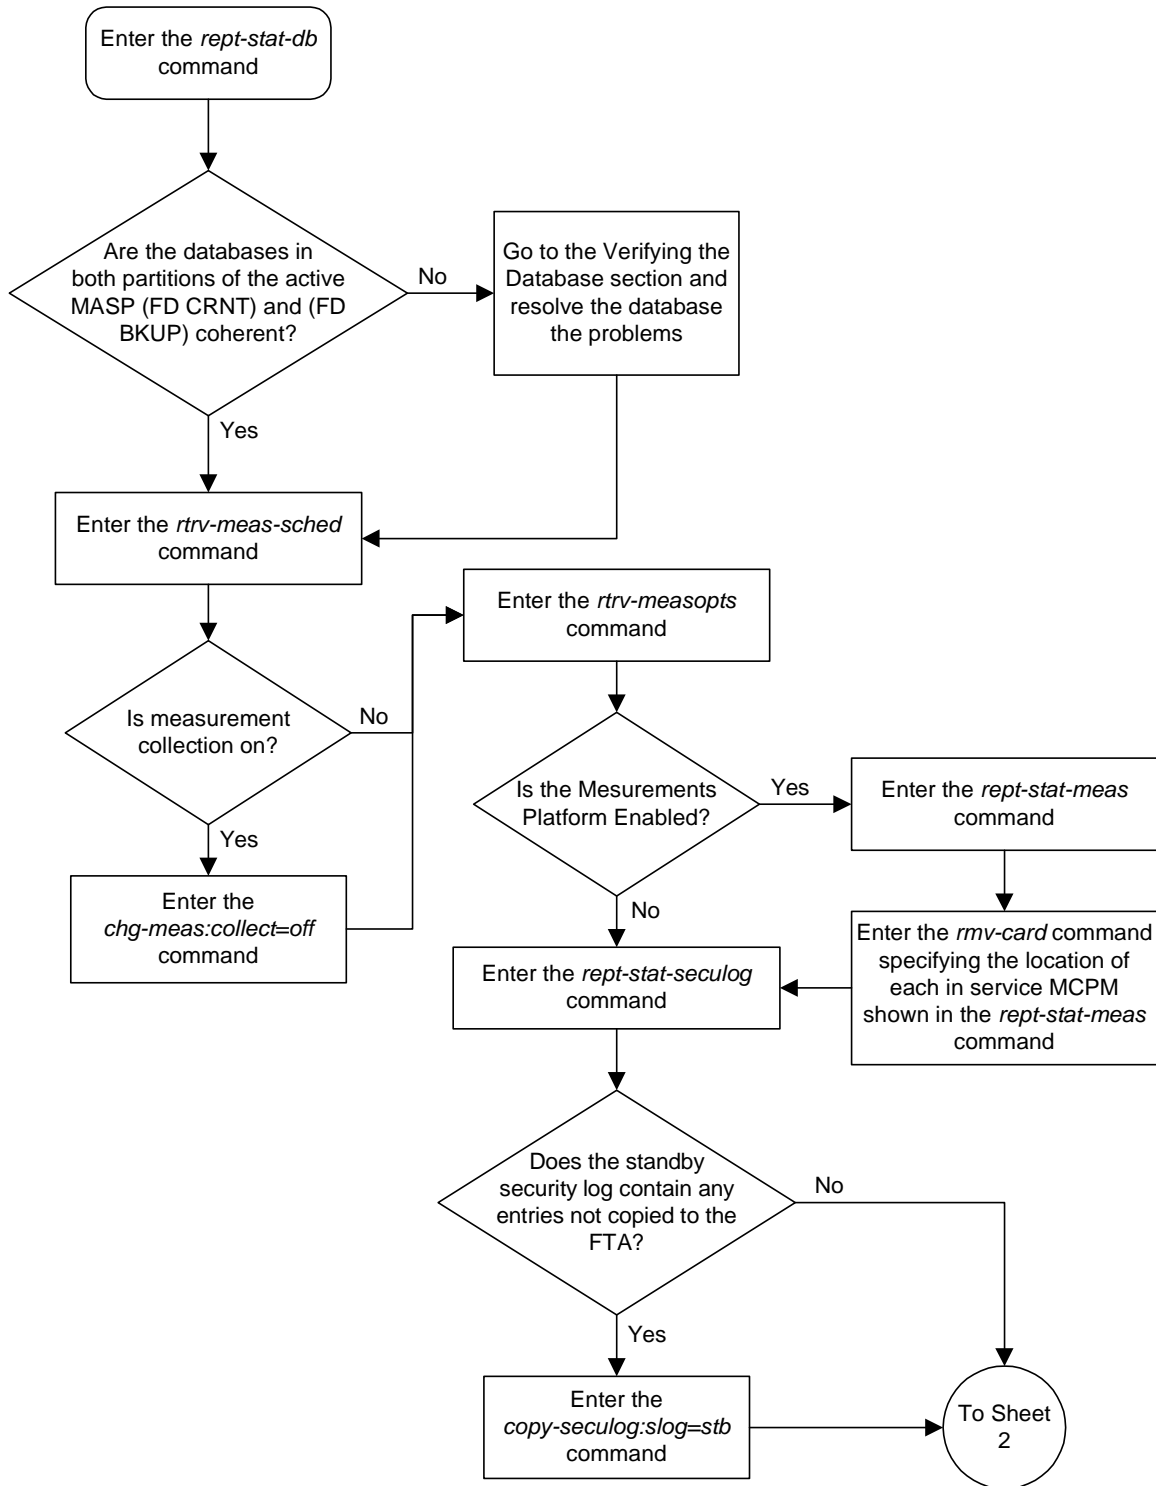 Enter the rept-stat-db
command
Are the databases in
both partitions of the active
MASP (FD CRNT) and (FD
BKUP) coherent?
No
Go to the Verifying the
Database section and
resolve the database
the problems
Yes
Enter the rtrv-meas-sched
command
Is measurement
collection on?
No
Yes
Enter the
chg-meas:collect=off
command
Enter the rtrv-measopts
command
Is the Mesurements
Platform Enabled?
Yes
Enter the rept-stat-meas
command
Enter the rmv-card command
specifying the location of
each in service MCPM
shown in the rept-stat-meas
command
No
Enter the rept-stat-seculog
command
Does the standby
security log contain any
entries not copied to the
FTA?
No
Yes
Enter the
copy-seculog:slog=stb
command
To Sheet
2